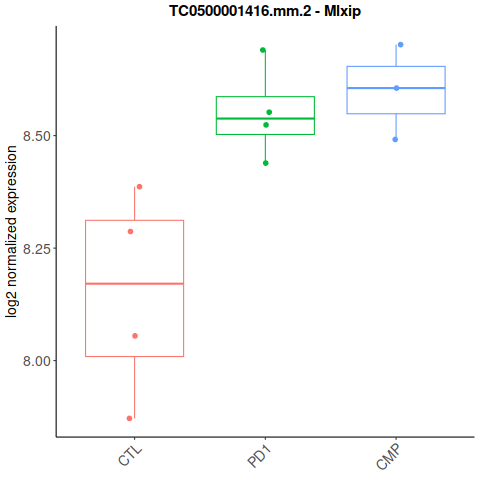 TC0500001416.mm.2 - Mlxip
log2 normalized expression
8.50
8.25
8.00
CTL
PD1
CMP